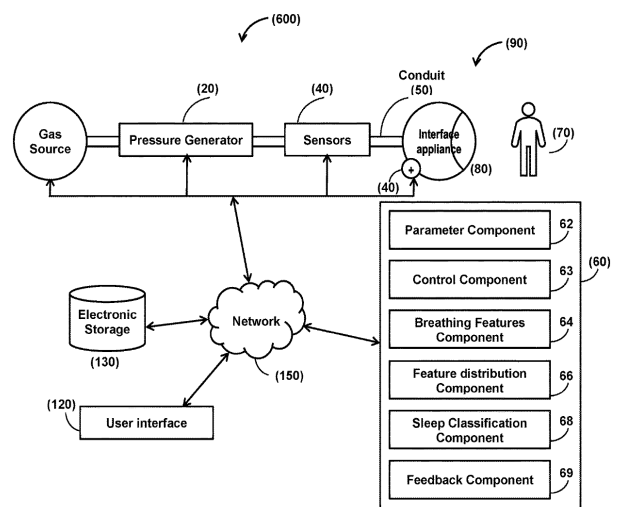 (600)
(90)
(20)
(40)
Conduit
(50)
Gas
Source
Pressure Generator
Sensors
Interface
appliance
(70)
(40)
+
(80)
Parameter Component
62
(60)
Control Component
63
Electronic
Storage
(130)
Network
(150)
Breathing Features
Component
64
Feature distribution
Component
66
(120)
User interface
Sleep Classification
Component
68
Feedback Component
69